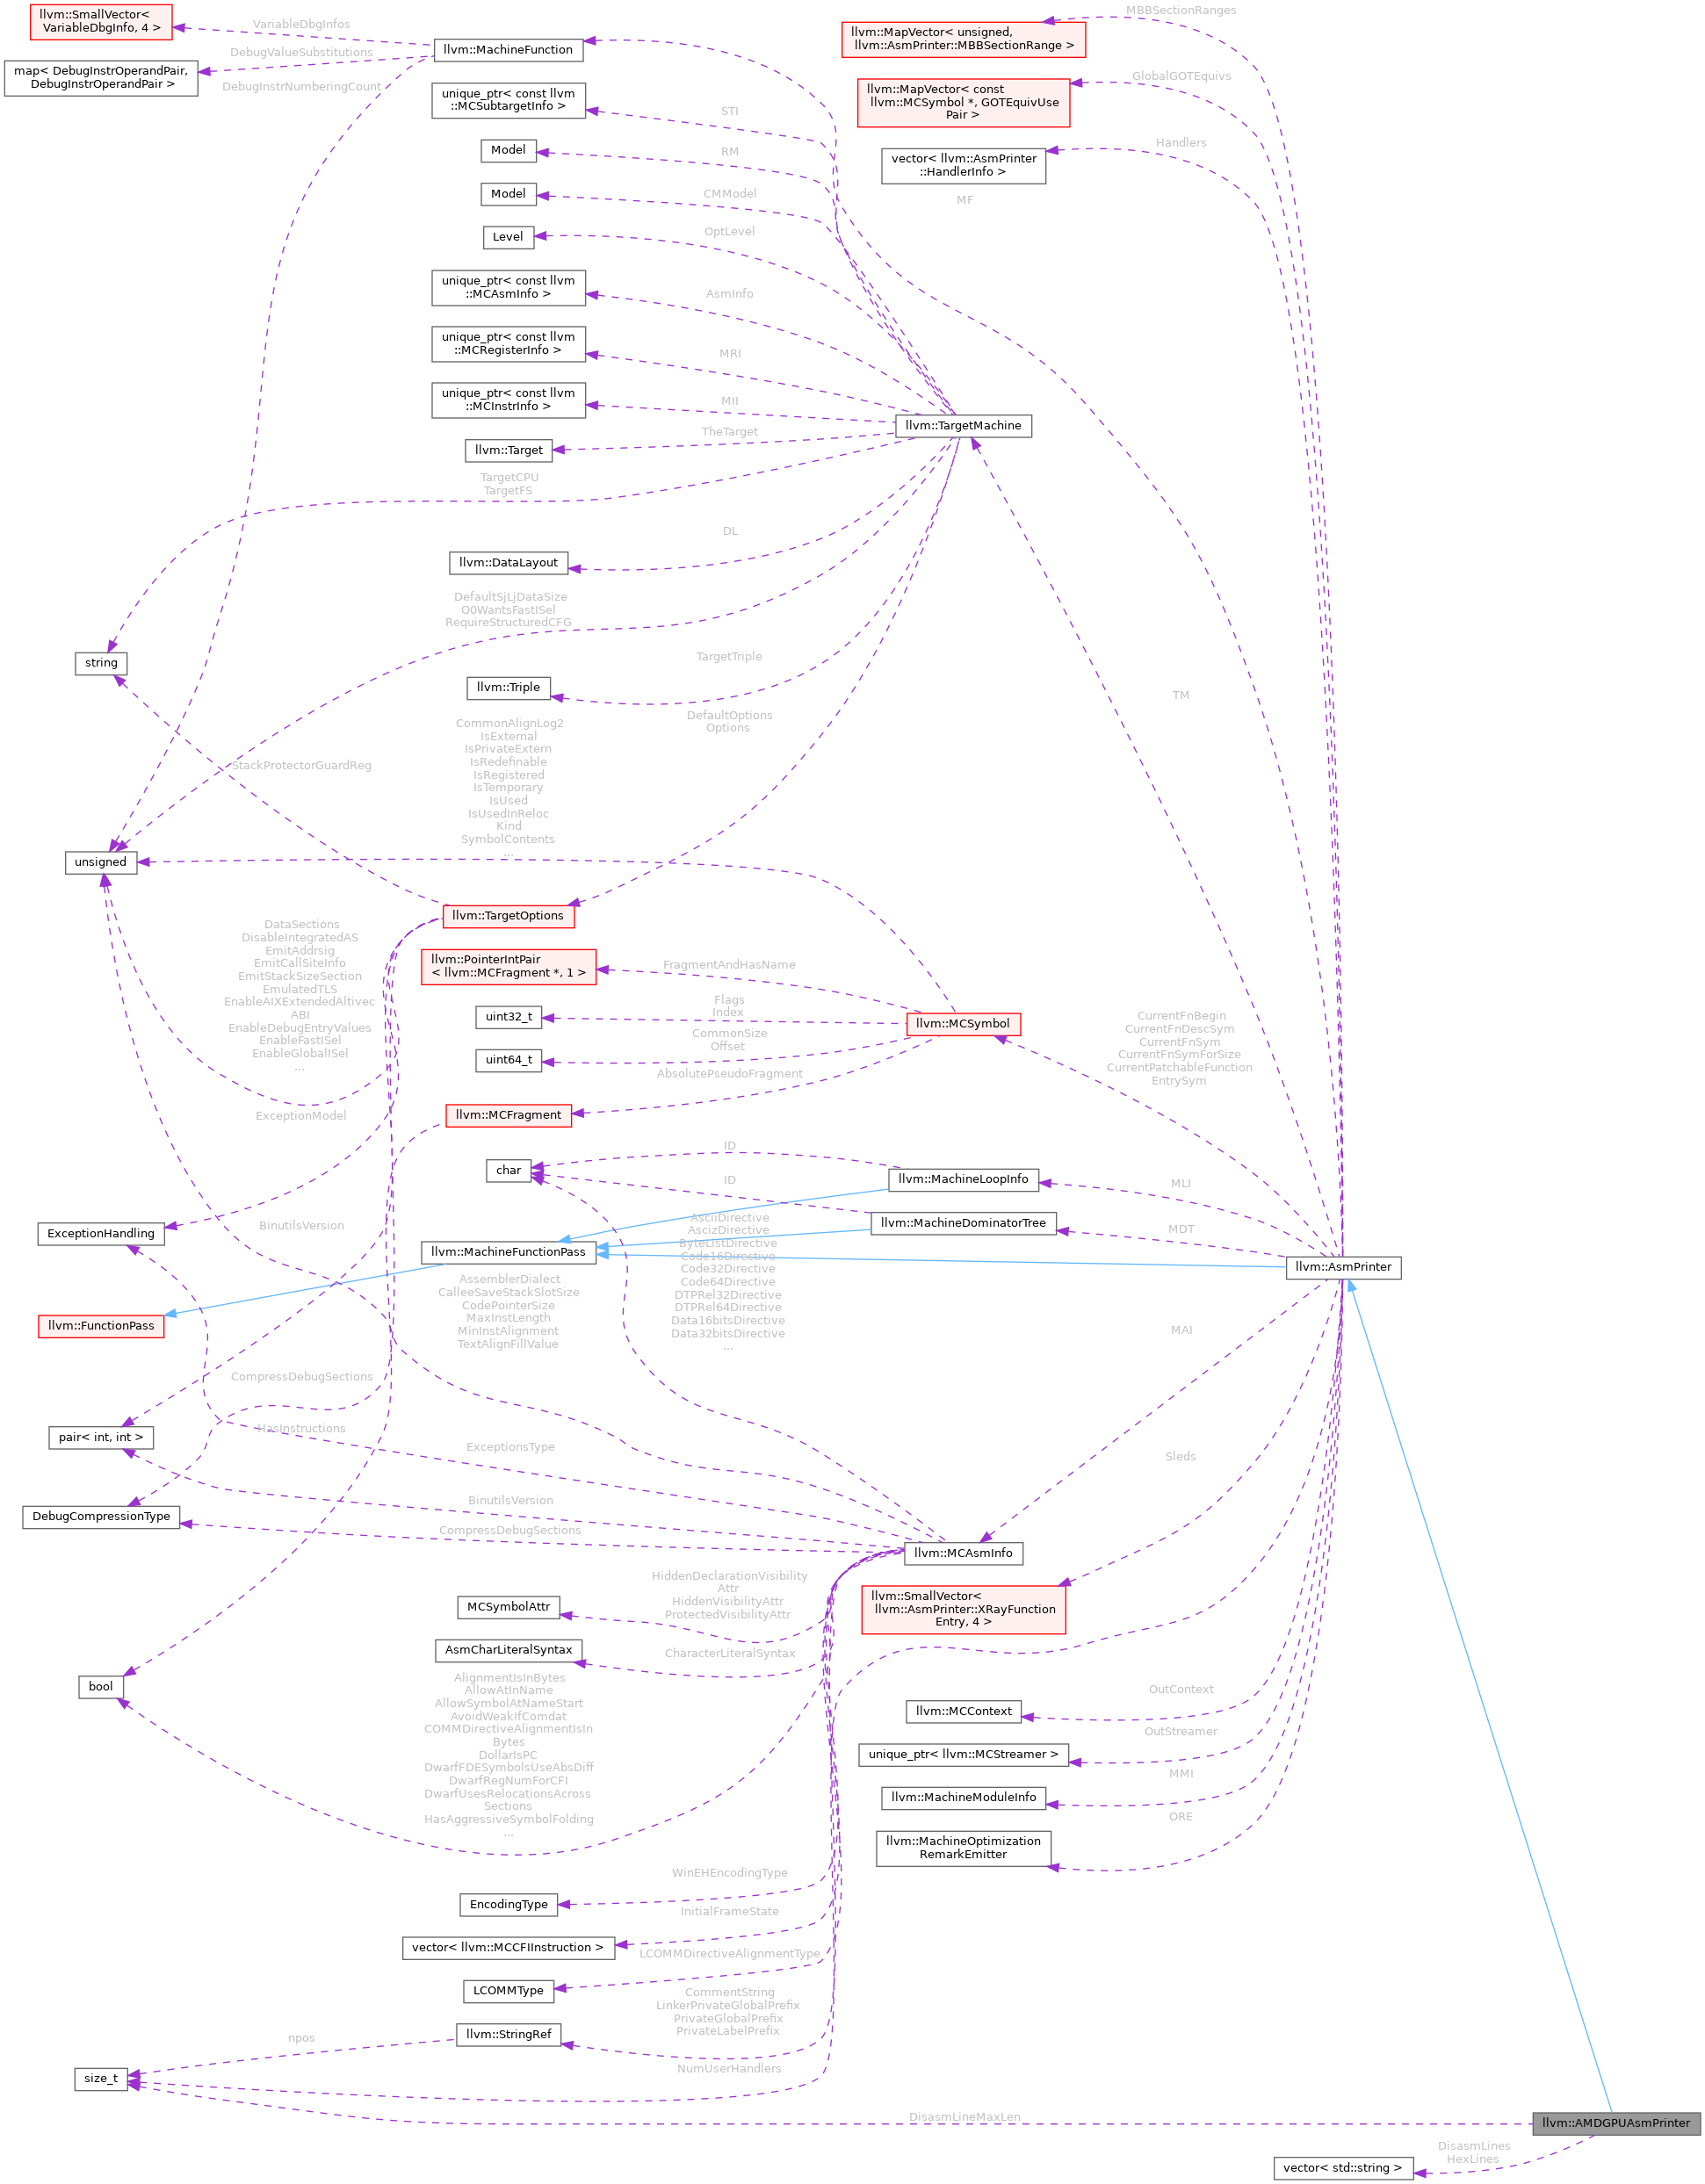 llvm::SmallVector<
VariableDbgInfo, 4 >
map< DebugInstrOperandPair,
DebugInstrOperandPair >
VariableDbgInfos
DebugValueSubstitutions
DebugInstrNumberingCount
llvm::MachineFunction
unique_ptr< const llvm
::MCSubtargetInfo >
Model
Model
Level
unique_ptr< const llvm
::MCAsmInfo >
unique_ptr< const llvm
::MCRegisterInfo >
unique_ptr< const llvm
::MCInstrInfo >
llvm::Target
STI
RM
CMModel
OptLevel
AsmInfo
MRI
MII
TheTarget
llvm::MapVector< unsigned,
llvm::AsmPrinter::MBBSectionRange >
llvm::MapVector< const
llvm::MCSymbol *, GOTEquivUse
Pair >
vector< llvm::AsmPrinter
::HandlerInfo >
MF
MBBSectionRanges
GlobalGOTEquivs
Handlers
llvm::TargetMachine
TargetCPU
TargetFS
llvm::DataLayout
DL
DefaultSjLjDataSize
O0WantsFastISel
RequireStructuredCFG
string
llvm::Triple
TargetTriple
TM
DefaultOptions
Options
StackProtectorGuardReg
CommonAlignLog2
IsExternal
IsPrivateExtern
IsRedefinable
IsRegistered
IsTemporary
IsUsed
IsUsedInReloc
Kind
SymbolContents
...
unsigned
llvm::TargetOptions
DataSections
DisableIntegratedAS
EmitAddrsig
EmitCallSiteInfo
EmitStackSizeSection
EmulatedTLS
EnableAIXExtendedAltivec
ABI
EnableDebugEntryValues
EnableFastISel
EnableGlobalISel
...
ExceptionModel
llvm::PointerIntPair
< llvm::MCFragment *, 1 >
uint32_t
uint64_t
FragmentAndHasName
Flags
Index
CommonSize
Offset
AbsolutePseudoFragment
llvm::MCSymbol
CurrentFnBegin
CurrentFnDescSym
CurrentFnSym
CurrentFnSymForSize
CurrentPatchableFunction
EntrySym
llvm::MCFragment
char
ID
ID
llvm::MachineLoopInfo
MLI
llvm::MachineDominatorTree
MDT
ExceptionHandling
BinutilsVersion
llvm::MachineFunctionPass
AsciiDirective
AscizDirective
ByteListDirective
Code16Directive
Code32Directive
Code64Directive
DTPRel32Directive
DTPRel64Directive
Data16bitsDirective
Data32bitsDirective
...
llvm::AsmPrinter
llvm::FunctionPass
AssemblerDialect
CalleeSaveStackSlotSize
CodePointerSize
MaxInstLength
MinInstAlignment
TextAlignFillValue
MAI
CompressDebugSections
pair< int, int >
HasInstructions
ExceptionsType
Sleds
DebugCompressionType
BinutilsVersion
CompressDebugSections
llvm::MCAsmInfo
MCSymbolAttr
HiddenDeclarationVisibility
Attr
HiddenVisibilityAttr
ProtectedVisibilityAttr
llvm::SmallVector<
llvm::AsmPrinter::XRayFunction
Entry, 4 >
AsmCharLiteralSyntax
CharacterLiteralSyntax
bool
AlignmentIsInBytes
AllowAtInName
AllowSymbolAtNameStart
AvoidWeakIfComdat
COMMDirectiveAlignmentIsIn
Bytes
DollarIsPC
DwarfFDESymbolsUseAbsDiff
DwarfRegNumForCFI
DwarfUsesRelocationsAcross
Sections
HasAggressiveSymbolFolding
...
llvm::MCContext
OutContext
unique_ptr< llvm::MCStreamer >
OutStreamer
llvm::MachineModuleInfo
MMI
llvm::MachineOptimization
RemarkEmitter
ORE
EncodingType
WinEHEncodingType
vector< llvm::MCCFIInstruction >
InitialFrameState
LCOMMType
LCOMMDirectiveAlignmentType
llvm::StringRef
CommentString
LinkerPrivateGlobalPrefix
PrivateGlobalPrefix
PrivateLabelPrefix
npos
size_t
NumUserHandlers
DisasmLineMaxLen
llvm::AMDGPUAsmPrinter
DisasmLines
HexLines
vector< std::string >